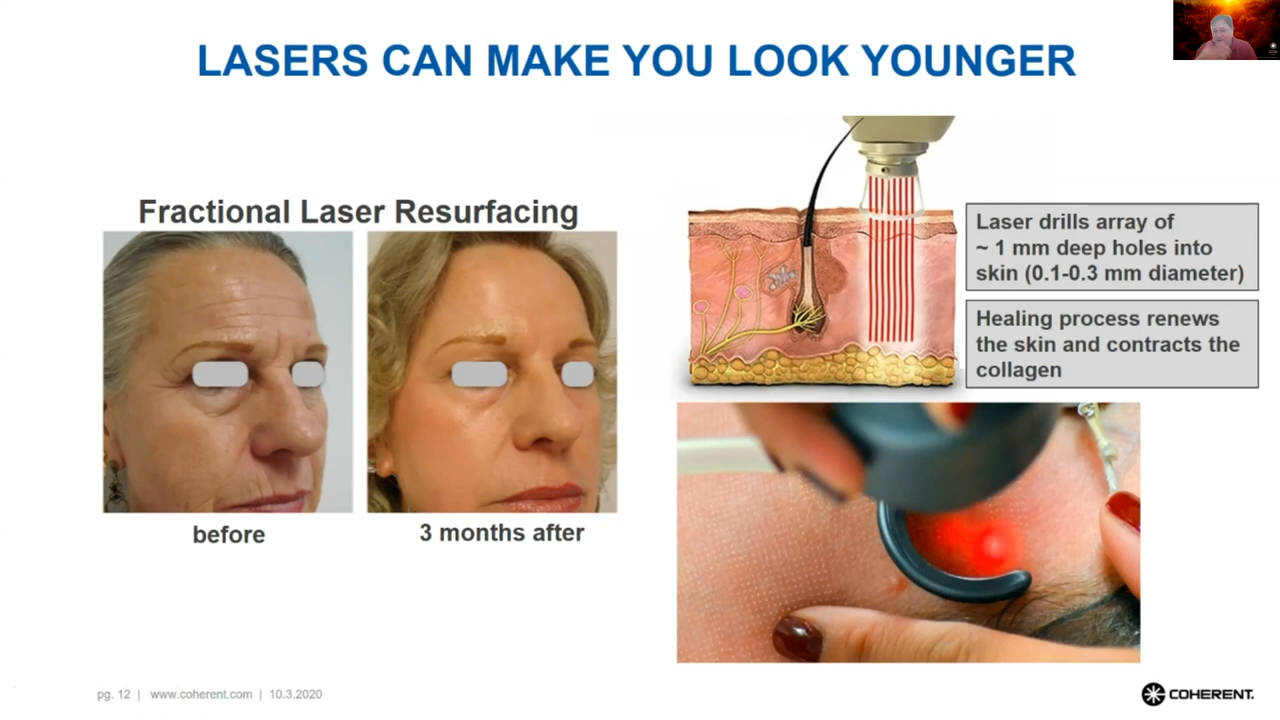 LASERS CAN MAKE YOU LOOK YOUNGER
Fractional Laser Resurfacing
before
3 months after
Laser drills array of
~ 1 mm deep holes into
skin (0.1-0.3 mm diameter)
Healing process renews
the skin and contracts the
collagen
pg. 12 | www.coherent.com | 10.3.2020
COHERENT.